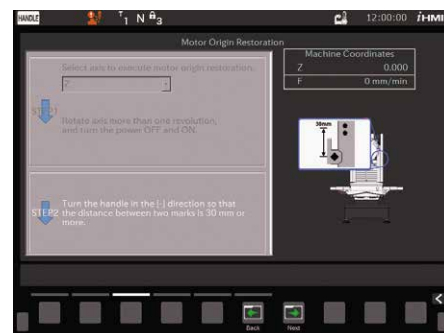 HANDLE
T1 N A3
12:00:00 iHMI
Motor Origin Restoration
Select axis to execute motor origin restoration.
Z
STEP1
Rotate axis more than one revolution,
and turn the power OFF and ON.
STEP2
Turn the handle in the [-] direction so that
the distance between two marks is 30 mm or
more.
Machine Coordinates
Z 0.000
F 0 mm/min
30mm
Back
Next